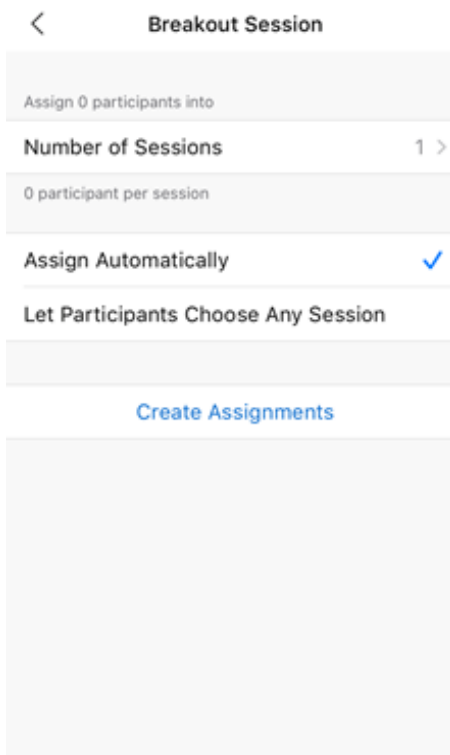 Breakout Session
Assign 0 participants into
Number of Sessions 1
0 participant per session
Assign Automatically
Let Participants Choose Any Session
Create Assignments